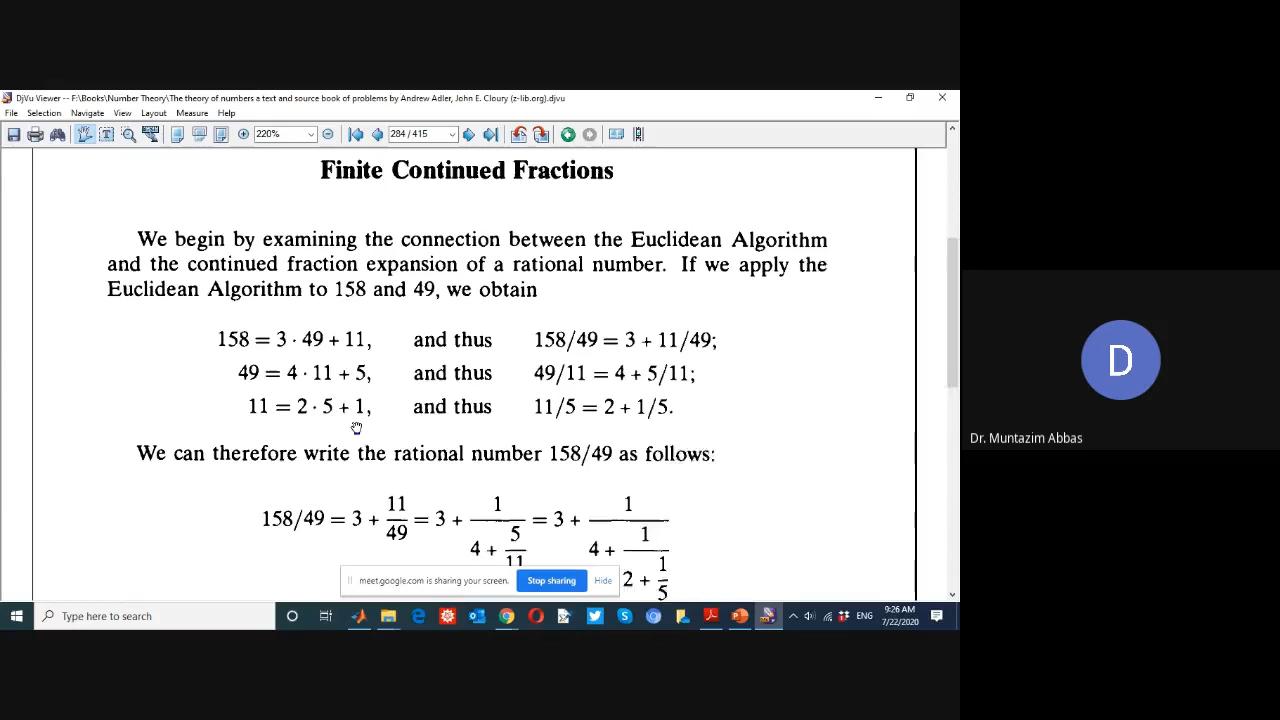 DjVu Viewer -- F:\Books\Number Theory\The theory of numbers a text and source book of problems by Andrew Adler, John E. Cloury (z-lib.org).djvu
File Selection Navigate View Layout Measure Help
220% 284 / 415
Finite Continued Fractions
We begin by examining the connection between the Euclidean Algorithm
and the continued fraction expansion of a rational number. If we apply the
Euclidean Algorithm to 158 and 49, we obtain
158 = 3 · 49 + 11, and thus 158/49 = 3 + 11/49;
49 = 4 · 11 + 5, and thus 49/11 = 4 + 5/11;
11 = 2 · 5 + 1, and thus 11/5 = 2 + 1/5.
We can therefore write the rational number 158/49 as follows:
158/49 = 3 + 11/49 = 3 + 1/(4 + 5/11) = 3 + 1/(4 + 1/(2 + 1/5))
meet.google.com is sharing your screen. Stop sharing Hide
Type here to search
ENG
9:26 AM
7/22/2020
D
Dr. Muntazim Abbas